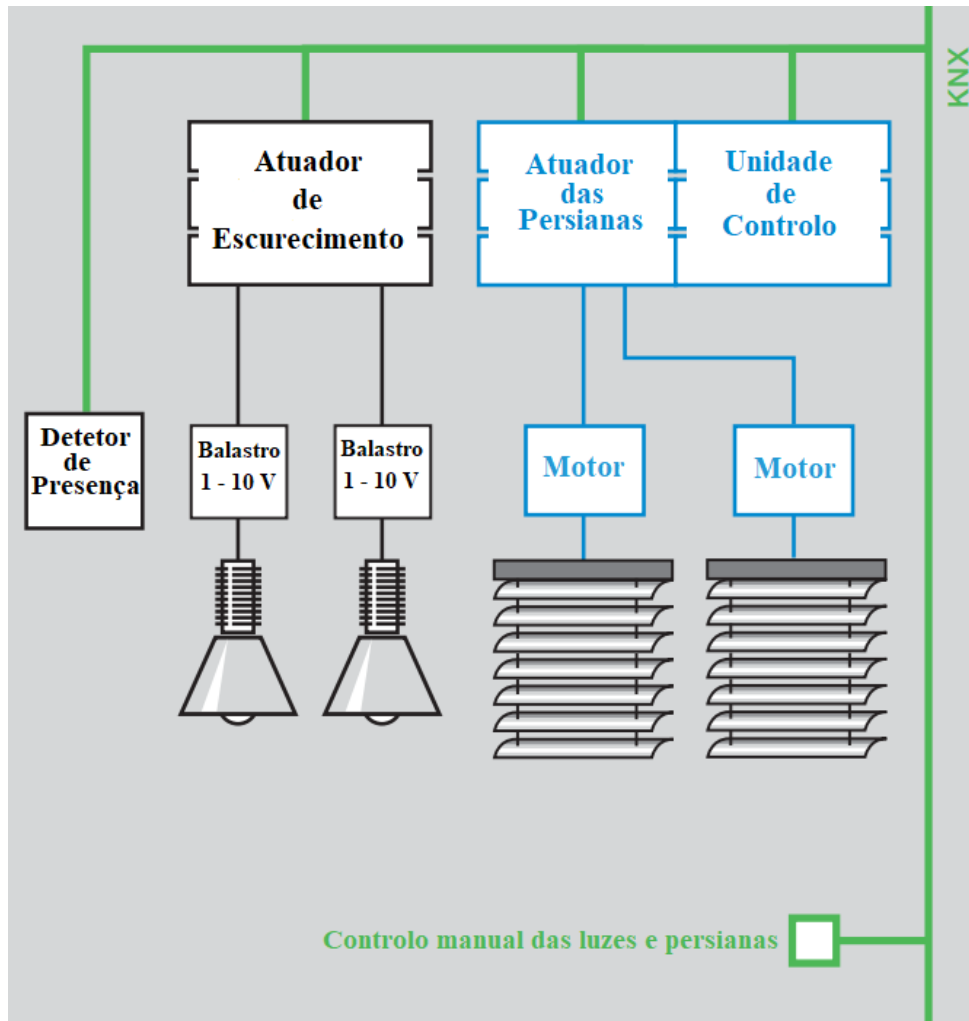 KNX
Atuador
de
Escurecimento
Atuador
das
Persianas
Unidade
de
Controlo
Detetor
de
Presença
Balastro
1 - 10 V
Balastro
1 - 10 V
Motor
Motor
Controlo manual das luzes e persianas